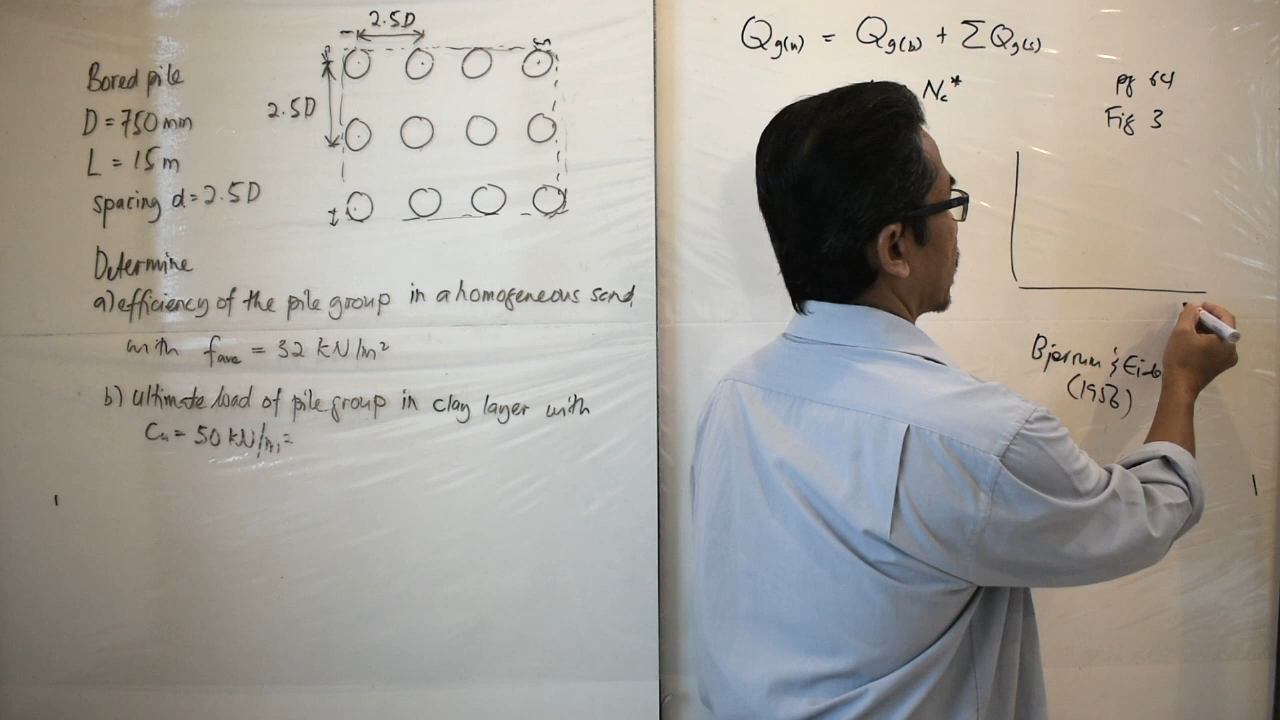 2.5D
2.5D
Bored pile
D = 750 mm
L = 15 m
spacing d = 2.5D
Determine
a) efficiency of the pile group in a homogeneous sand,
with fave = 32 kN/m²
b) ultimate load of pile group in clay layer with
Cu = 50 kN/m²
Qg(u) = Qg(b) + ΣQg(s)
Nc*
pg 64
Fig 3
Bjerrum &